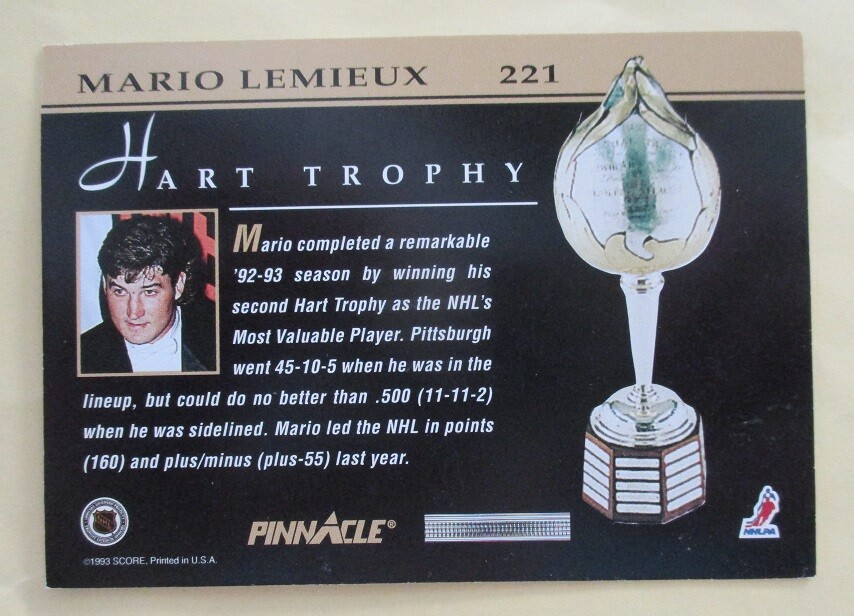 MARIO LEMIEUX 221
HART TROPHY
Mario completed a remarkable
'92-93 season by winning his
second Hart Trophy as the NHL's
Most Valuable Player. Pittsburgh
went 45-10-5 when he was in the
lineup, but could do no better than .500 (11-11-2)
when he was sidelined. Mario led the NHL in points
(160) and plus/minus (plus-55) last year.
PINNACLE®
NHLPA
©1993 SCORE. Printed in U.S.A.